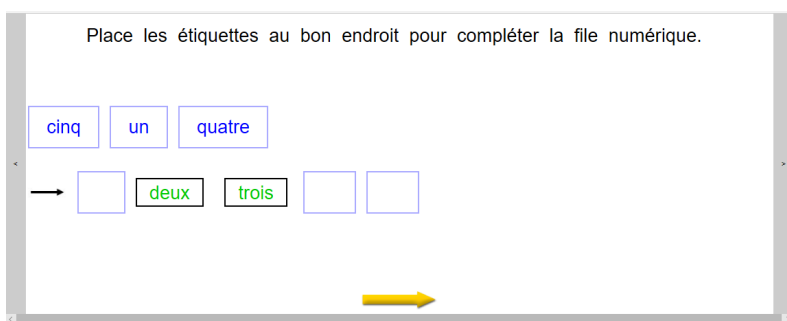 Place les étiquettes au bon endroit pour compléter la file numérique.
cinq un quatre
deux trois